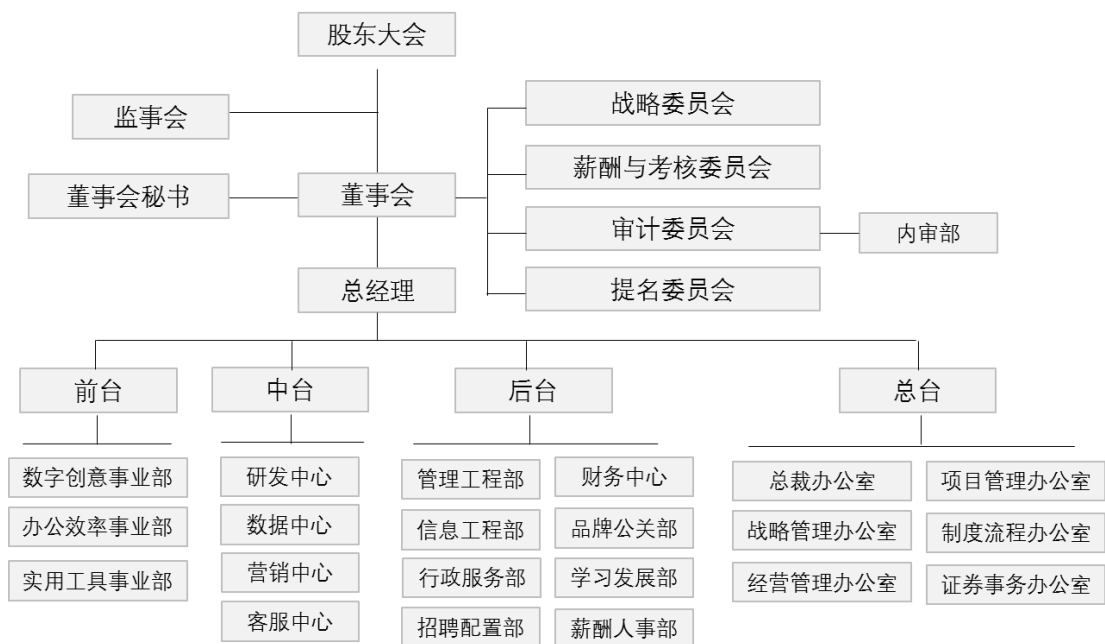 股东大会
监事会
战略委员会
薪酬与考核委员会
董事会秘书
董事会
审计委员会
内审部
总经理
提名委员会
前台
中台
后台
总台
数字创意事业部
办公效率事业部
实用工具事业部
研发中心
数据中心
营销中心
客服中心
管理工程部
财务中心
信息工程部
品牌公关部
行政服务部
学习发展部
招聘配置部
薪酬人事部
总裁办公室
项目管理办公室
战略管理办公室
制度流程办公室
经营管理办公室
证券事务办公室